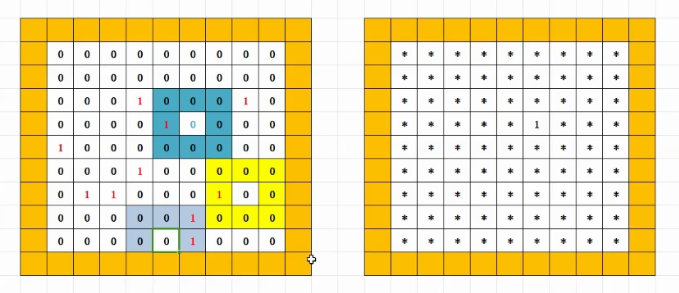 0 0 0 0 0 0 0 0 0 * * * * * * * * *
0 0 0 0 0 0 0 0 0 * * * * * * * * *
0 0 0 1 0 0 0 1 0 * * * * * * * * *
0 0 0 0 1 0 0 0 0 * * * * * 1 * * *
1 0 0 0 0 0 0 0 0 * * * * * * * * *
0 0 0 1 0 0 0 0 0 * * * * * * * * *
0 1 1 0 0 0 1 0 0 * * * * * * * * *
0 0 0 0 0 1 0 0 0 * * * * * * * * *
0 0 0 0 0 1 0 0 0 * * * * * * * * *